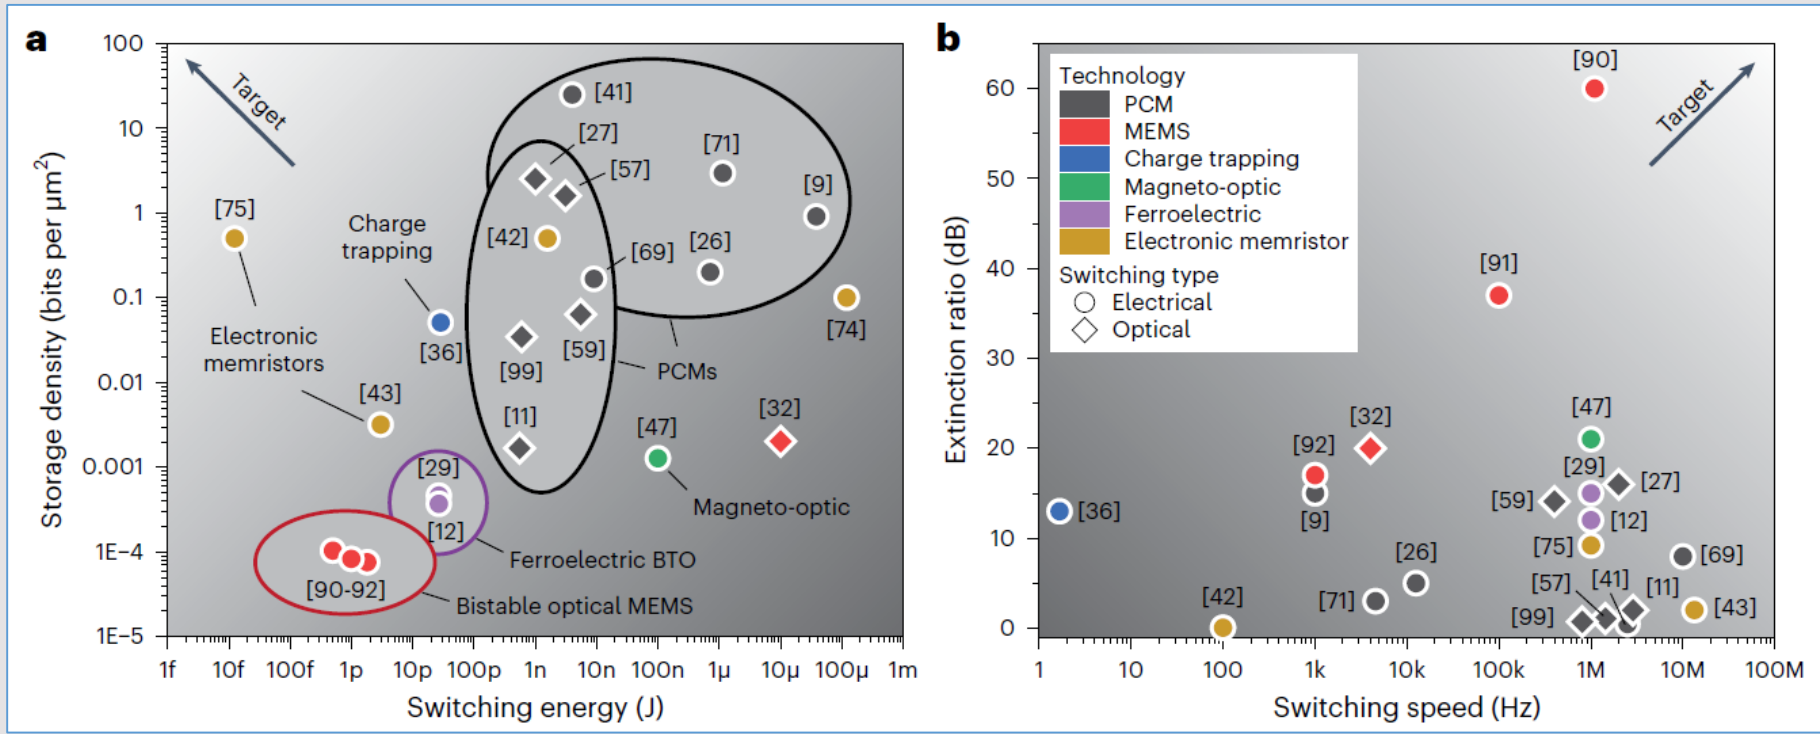 a
Storage density (bits per µm²)
100
10
1
0.1
0.01
0.001
1E–4
1E–5
Target
[41]
[27]
[57]
[71]
[9]
[75]
Charge
trapping
[42]
[69]
[26]
[36]
[74]
Electronic
memristors
[99]
[59]
PCMs
[43]
[11]
[47]
[32]
[29]
[12]
Magneto-optic
Ferroelectric BTO
[90-92]
Bistable optical MEMS
1f 10f 100f 1p 10p 100p 1n 10n 100n 1µ 10µ 100µ 1m
Switching energy (J)
b
Extinction ratio (dB)
60
50
40
30
20
10
0
Technology
PCM
MEMS
Charge trapping
Magneto-optic
Ferroelectric
Electronic memristor
Switching type
Electrical
Optical
[90]
Target
[91]
[32]
[47]
[92]
[29]
[27]
[59]
[9]
[36]
[12]
[75]
[69]
[26]
[57]
[41]
[11]
[71]
[42]
[99]
[43]
1 10 100 1k 10k 100k 1M 10M 100M
Switching speed (Hz)